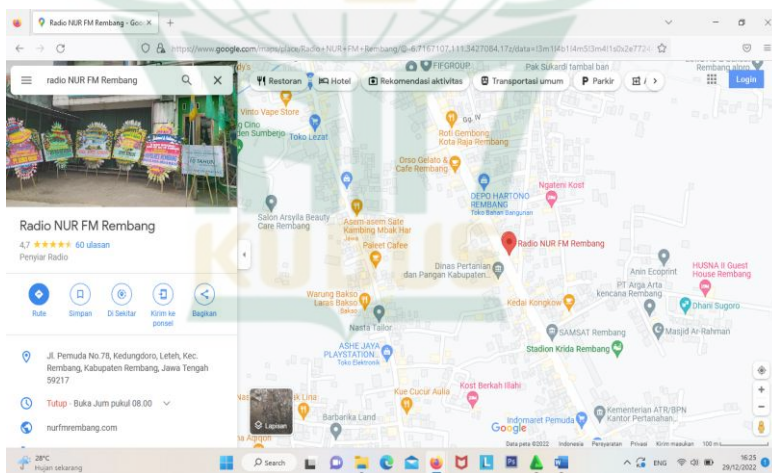 Radio NUR FM Rembang - Goo
https://www.google.com/maps/place/Radio+NUR+FM+Rembang/@-6.7167107,111.3427084,17z/data=!3m1!4b1!4m5!3m4!1s0x2e7724
radio NUR FM Rembang
Restoran
Hotel
Rekomendasi aktivitas
Transportasi umum
Parkir
Login
FIFGROUP
Pak Sukardi tambal ban
Vinto Vape Store
Toko Lezat
Gg. IV
Roti Gembong
Kota Raja Rembang
Orso Gelato &
Cafe Rembang
DEPO HARTONO
REMBANG
Toko Bahan Bangunan
Ngateni Kost
Salon Arsyila Beauty
Care Rembang
Asem-asem Sate
Kambing Mbak Har
Jawa
Paleet Cafee
Radio NUR FM Rembang
Dinas Pertanian
dan Pangan Kabupaten...
Anin Ecoprint
HUSNA II Guest
House Rembang
PT Arga Arta
kencana Rembang
Dhani Sugoro
Warung Bakso
Laras Bakso
Bakso
Kedai Kongkow
Nasta Tailor
SAMSAT Rembang
Masjid Ar-Rahman
Stadion Krida Rembang
ASHE JAYA
PLAYSTATION...
Toko Elektronik
Kue Cucur Aulia
Kost Berkah Illahi
Barbarika Land
Indomaret Pemuda
Kementerian ATR/BPN
Kantor Pertanahan...
Lapisan
Google
Data peta ©2022 Indonesia Persyaratan Privasi Kirim masukan 100 m
Radio NUR FM Rembang
4,7 60 ulasan
Penyiar Radio
Rute
Simpan
Di Sekitar
Kirim ke
ponsel
Bagikan
Jl. Pemuda No.78, Kedungdoro, Leteh, Kec.
Rembang, Kabupaten Rembang, Jawa Tengah
59217
Tutup · Buka Jum pukul 08.00
nurfmrembang.com
28°C
Hujan sekarang
Search
ENG
16:25
29/12/2022